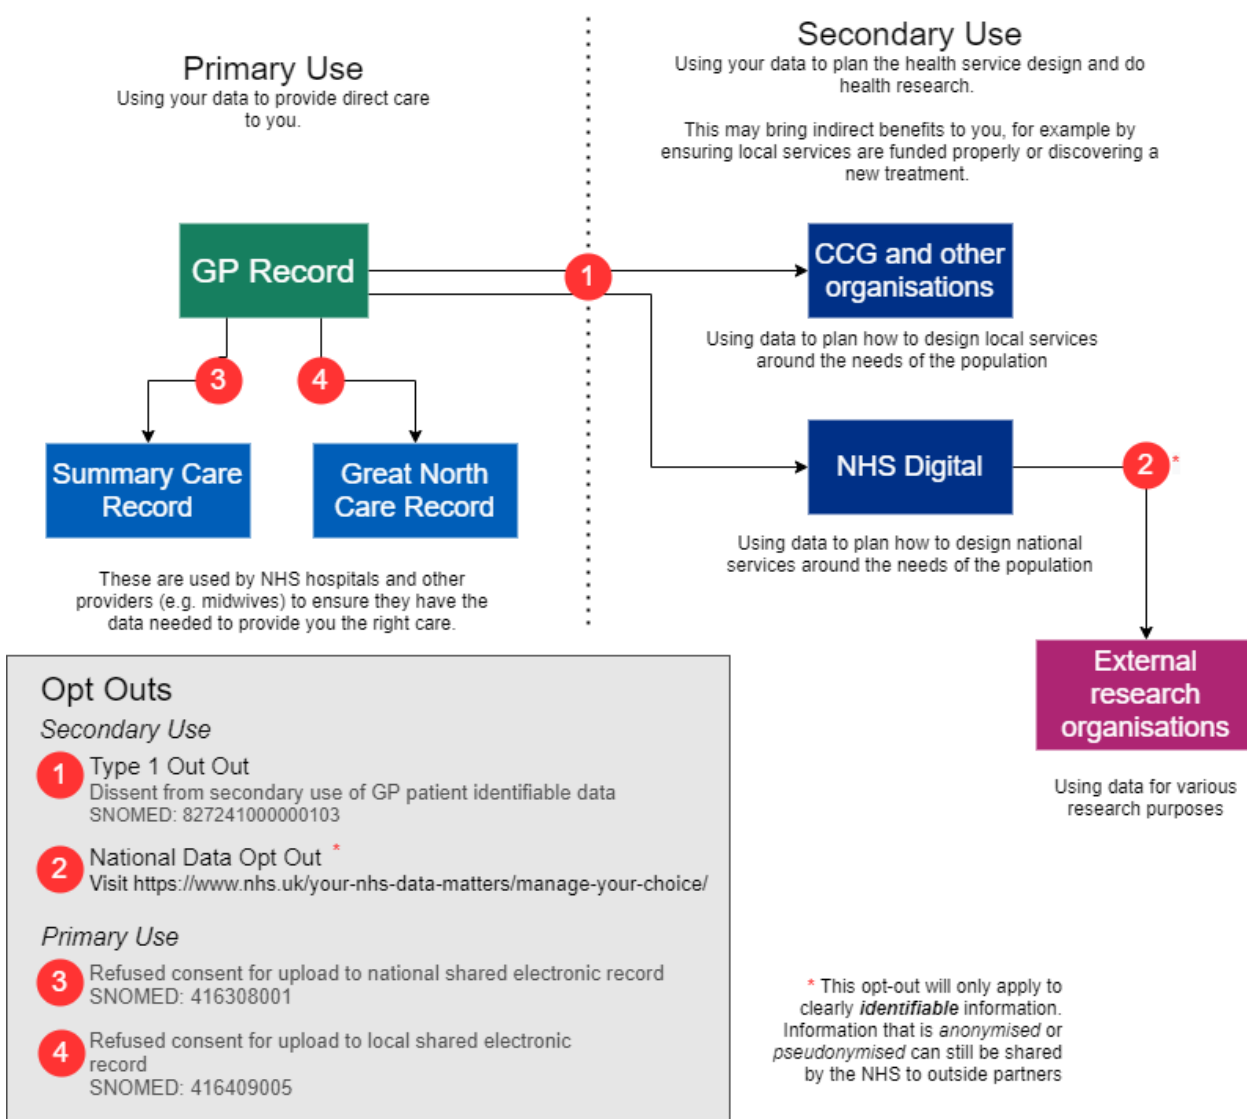 Primary Use
Using your data to provide direct care
to you.
Secondary Use
Using your data to plan the health service design and do
health research.
This may bring indirect benefits to you, for example by
ensuring local services are funded properly or discovering a
new treatment.
GP Record
1
CCG and other
organisations
Using data to plan how to design local services
around the needs of the population
3
4
Summary Care
Record
Great North
Care Record
These are used by NHS hospitals and other
providers (e.g. midwives) to ensure they have the
data needed to provide you the right care.
NHS Digital
2 *
Using data to plan how to design national
services around the needs of the population
External
research
organisations
Using data for various
research purposes
Opt Outs
Secondary Use
1 Type 1 Out Out
Dissent from secondary use of GP patient identifiable data
SNOMED: 827241000000103
2 National Data Opt Out *
Visit https://www.nhs.uk/your-nhs-data-matters/manage-your-choice/
Primary Use
3 Refused consent for upload to national shared electronic record
SNOMED: 416308001
4 Refused consent for upload to local shared electronic
record
SNOMED: 416409005
* This opt-out will only apply to
clearly identifiable information.
Information that is anonymised or
pseudonymised can still be shared
by the NHS to outside partners